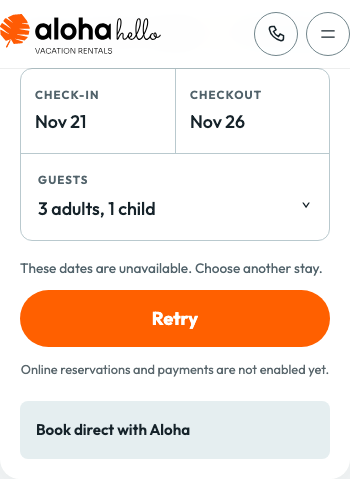 aloha hello
VACATION RENTALS
CHECK-IN
Nov 21
CHECKOUT
Nov 26
GUESTS
3 adults, 1 child
These dates are unavailable. Choose another stay.
Retry
Online reservations and payments are not enabled yet.
Book direct with Aloha